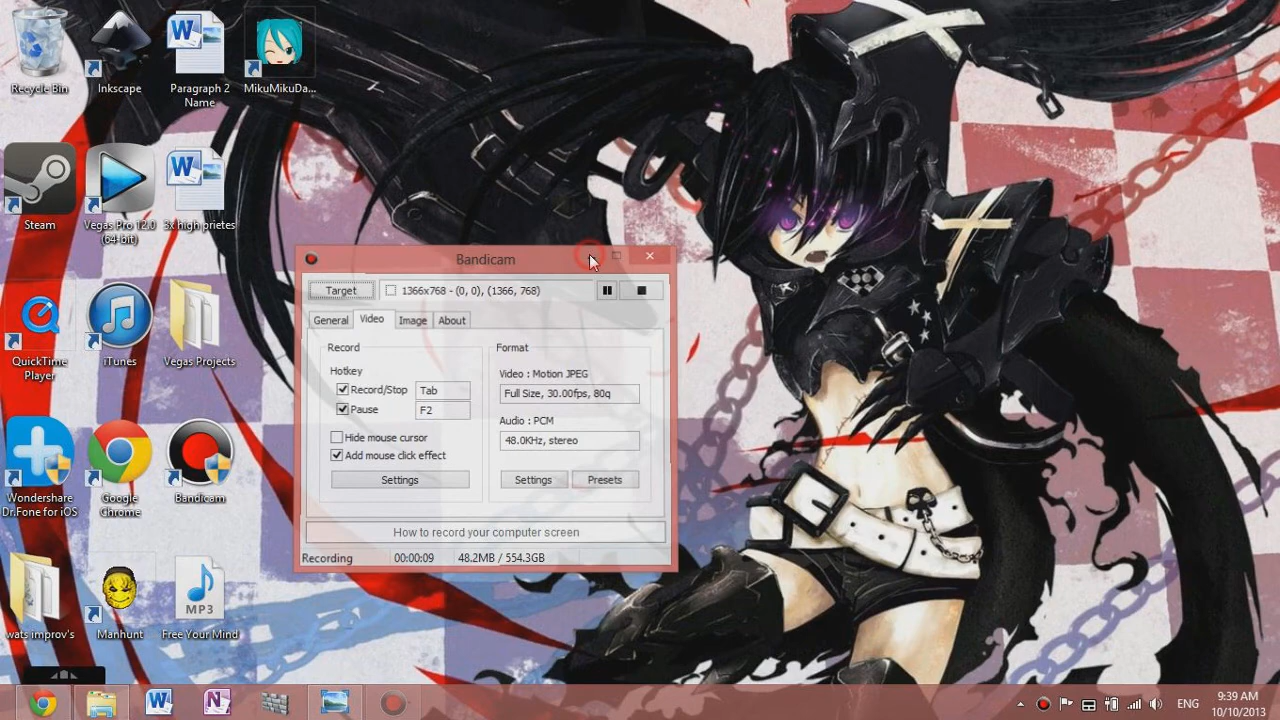 Recycle Bin
Inkscape
Paragraph 2
Name
MikuMikuDa...
Steam
Vegas Pro 12.0
(64-bit)
3x high prietes
QuickTime
Player
iTunes
Vegas Projects
Wondershare
Dr.Fone for iOS
Google
Chrome
Bandicam
wats improv's
Manhunt
MP3
Free Your Mind
Bandicam
Target
1366x768 - (0, 0), (1366, 768)
General
Video
Image
About
Record
Hotkey
Record/Stop
Tab
Pause
F2
Hide mouse cursor
Add mouse click effect
Settings
Format
Video : Motion JPEG
Full Size, 30.00fps, 80q
Audio : PCM
48.0KHz, stereo
Settings
Presets
How to record your computer screen
Recording
00:00:09
48.2MB / 554.3GB
ENG
9:39 AM
10/10/2013